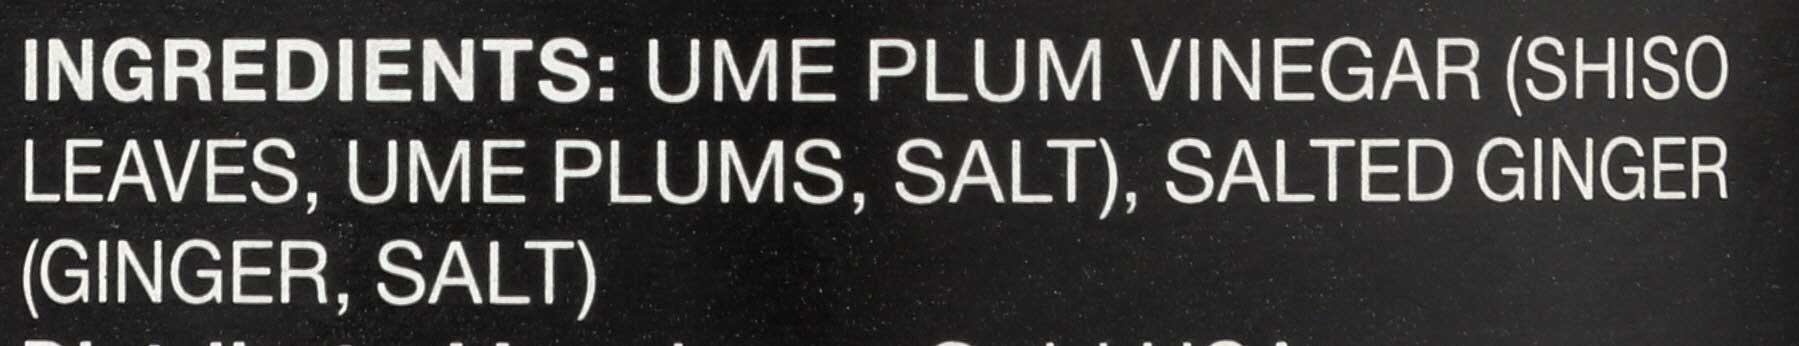 INGREDIENTS: UME PLUM VINEGAR (SHISO
LEAVES, UME PLUMS, SALT), SALTED GINGER
(GINGER, SALT)